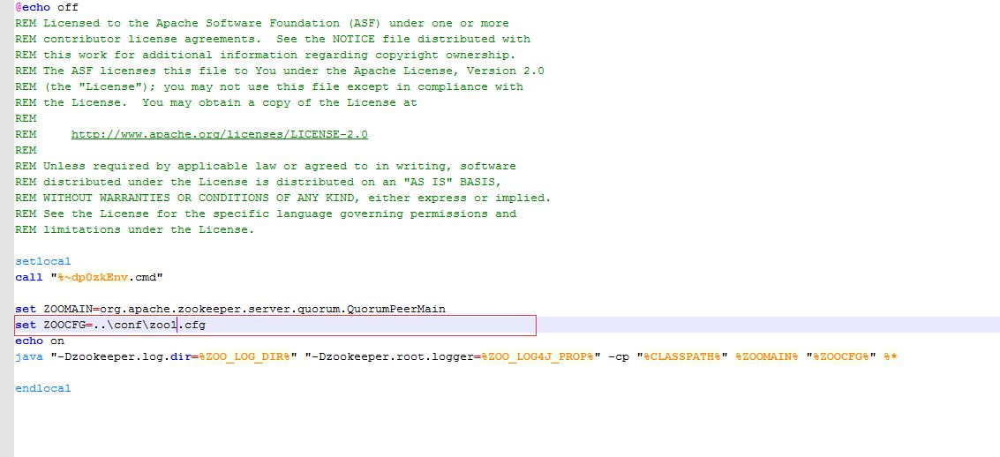 @echo off
REM Licensed to the Apache Software Foundation (ASF) under one or more
REM contributor license agreements.  See the NOTICE file distributed with
REM this work for additional information regarding copyright ownership.
REM The ASF licenses this file to You under the Apache License, Version 2.0
REM (the "License"); you may not use this file except in compliance with
REM the License.  You may obtain a copy of the License at
REM
REM     http://www.apache.org/licenses/LICENSE-2.0
REM
REM Unless required by applicable law or agreed to in writing, software
REM distributed under the License is distributed on an "AS IS" BASIS,
REM WITHOUT WARRANTIES OR CONDITIONS OF ANY KIND, either express or implied.
REM See the License for the specific language governing permissions and
REM limitations under the License.

setlocal
call "%~dp0zkEnv.cmd"

set ZOOMAIN=org.apache.zookeeper.server.quorum.QuorumPeerMain
set ZOOCFG=..\conf\zoo1.cfg
echo on
java "-Dzookeeper.log.dir=%ZOO_LOG_DIR%" "-Dzookeeper.root.logger=%ZOO_LOG4J_PROP%" -cp "%CLASSPATH%" %ZOOMAIN% "%ZOOCFG%" %*

endlocal